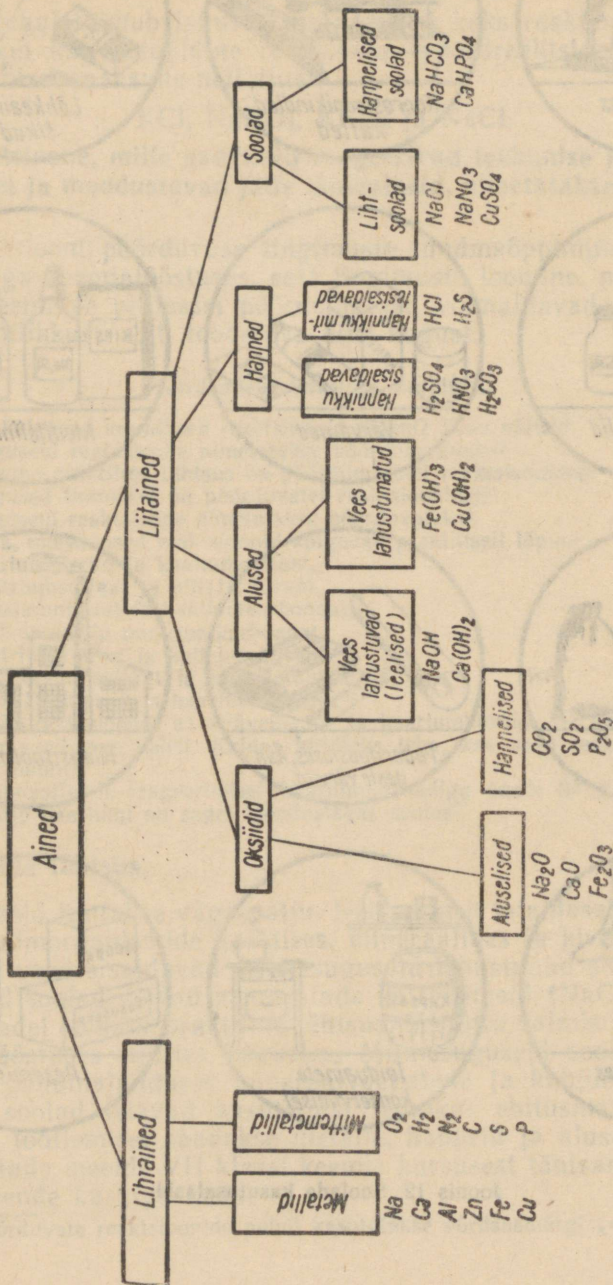 Ained
Lihtained
Liitained
Metallid
Mittemetallid
Oksiidid
Alused
Happed
Soolad
Na
Ca
Al
Zn
Fe
Cu
O₂
H₂
N₂
C
S
P
Aluselised
Happelised
Na₂O
CaO
Fe₂O₃
CO₂
SO₂
P₂O₅
Vees
lahustuvad
(leelised)
Vees
lahustumatud
NaOH
Ca(OH)₂
Fe(OH)₃
Cu(OH)₂
Hapnikku
sisaldavad
Hapnikku mit-
tesisaldavad
H₂SO₄
HNO₃
H₂CO₃
HCl
H₂S
Liht-
soolad
Happelised
soolad
NaCl
NaNO₃
CuSO₄
NaHCO₃
CaHPO₄